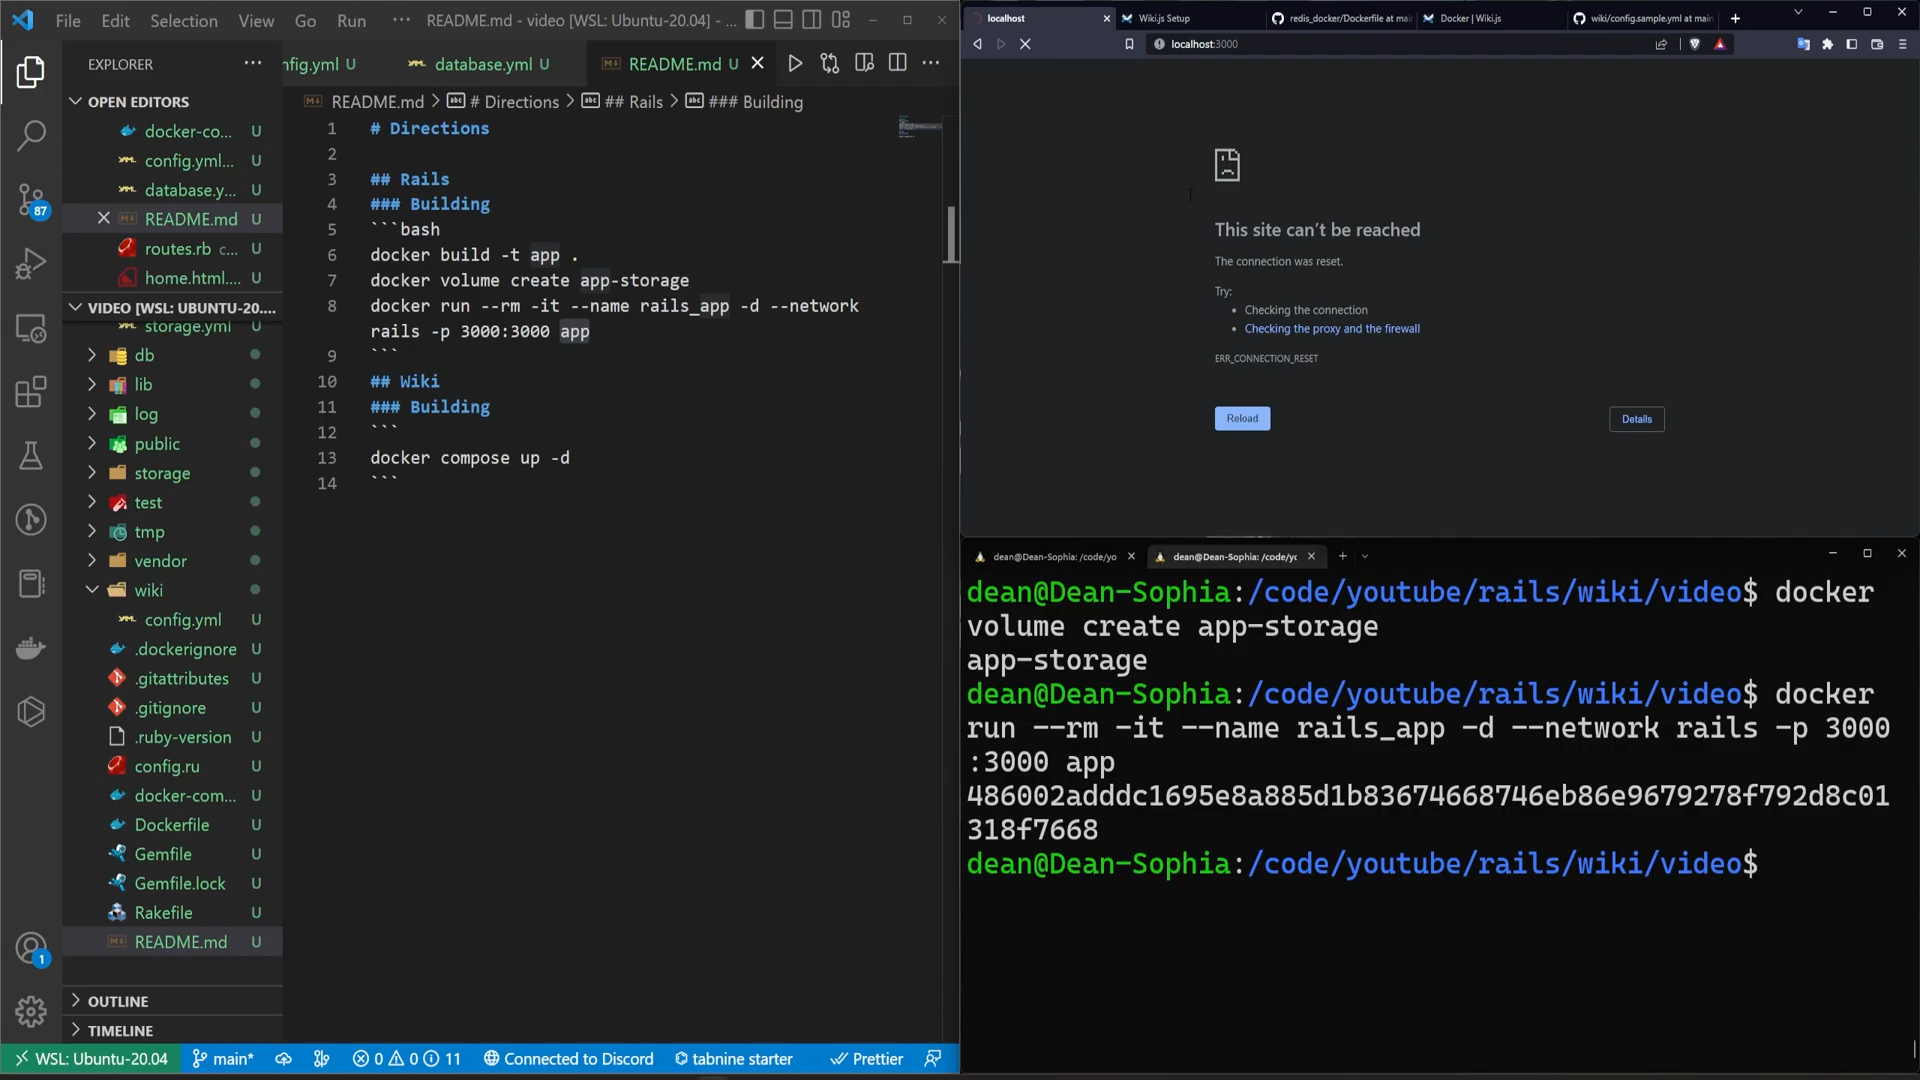 File Edit Selection View Go Run ··· README.md - video [WSL: Ubuntu-20.04] - ...
EXPLORER ···
OPEN EDITORS
docker-co... U
config.yml... U
database.y... U
README.md U
routes.rb c... U
home.html.... U
VIDEO [WSL: UBUNTU-20....
storage.yml U
db
lib
log
public
storage
test
tmp
vendor
wiki
config.yml U
.dockerignore U
.gitattributes U
.gitignore U
.ruby-version U
config.ru U
docker-com... U
Dockerfile U
Gemfile U
Gemfile.lock U
Rakefile U
README.md U
OUTLINE
TIMELINE
87
1
nfig.yml U database.yml U README.md U
README.md > # Directions > ## Rails > ### Building
1 # Directions
2
3 ## Rails
4 ### Building
5 ```bash
6 docker build -t app .
7 docker volume create app-storage
8 docker run --rm -it --name rails_app -d --network
rails -p 3000:3000 app
9 ```
10 ## Wiki
11 ### Building
12 ```
13 docker compose up -d
14 ```
WSL: Ubuntu-20.04 main* 0 0 11 Connected to Discord tabnine starter Prettier
localhost Wiki.js Setup redis_docker/Dockerfile at mai Docker | Wiki.js wiki/config.sample.yml at main
localhost:3000
This site can't be reached
The connection was reset.
Try:
• Checking the connection
• Checking the proxy and the firewall
ERR_CONNECTION_RESET
Reload
Details
dean@Dean-Sophia: /code/yo dean@Dean-Sophia: /code/yc
dean@Dean-Sophia:/code/youtube/rails/wiki/video$ docker
volume create app-storage
app-storage
dean@Dean-Sophia:/code/youtube/rails/wiki/video$ docker
run --rm -it --name rails_app -d --network rails -p 3000
:3000 app
486002adddc1695e8a885d1b83674668746eb86e9679278f792d8c01
318f7668
dean@Dean-Sophia:/code/youtube/rails/wiki/video$